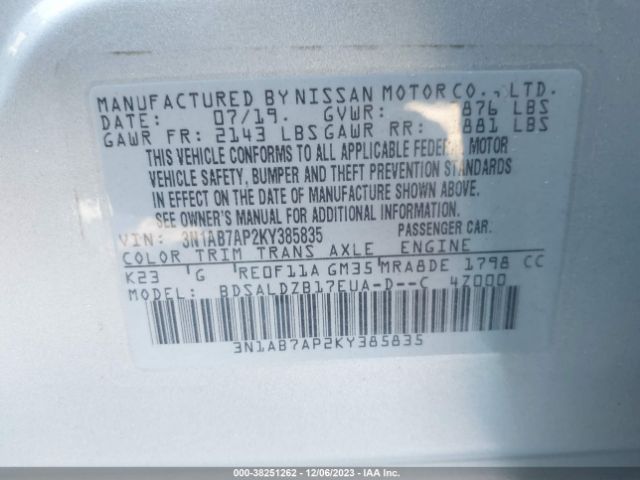 MANUFACTURED BY NISSAN MOTOR CO., LTD.
DATE: 07/19. GVWR: 876 LBS
GAWR FR: 2143 LBS GAWR RR: 881 LBS
THIS VEHICLE CONFORMS TO ALL APPLICABLE FEDERAL MOTOR
VEHICLE SAFETY, BUMPER AND THEFT PREVENTION STANDARDS
IN EFFECT ON THE DATE OF MANUFACTURE SHOWN ABOVE.
SEE OWNER'S MANUAL FOR ADDITIONAL INFORMATION.
VIN: 3N1AB7AP2KY385835 PASSENGER CAR.
COLOR TRIM TRANS AXLE ENGINE
K23 G RE0F11A GM35 MRA8DE 1798 CC
MODEL: BDSALDZB17EUA-D--C 4Z000
3N1AB7AP2KY385835
000-38251262 - 12/06/2023 - IAA